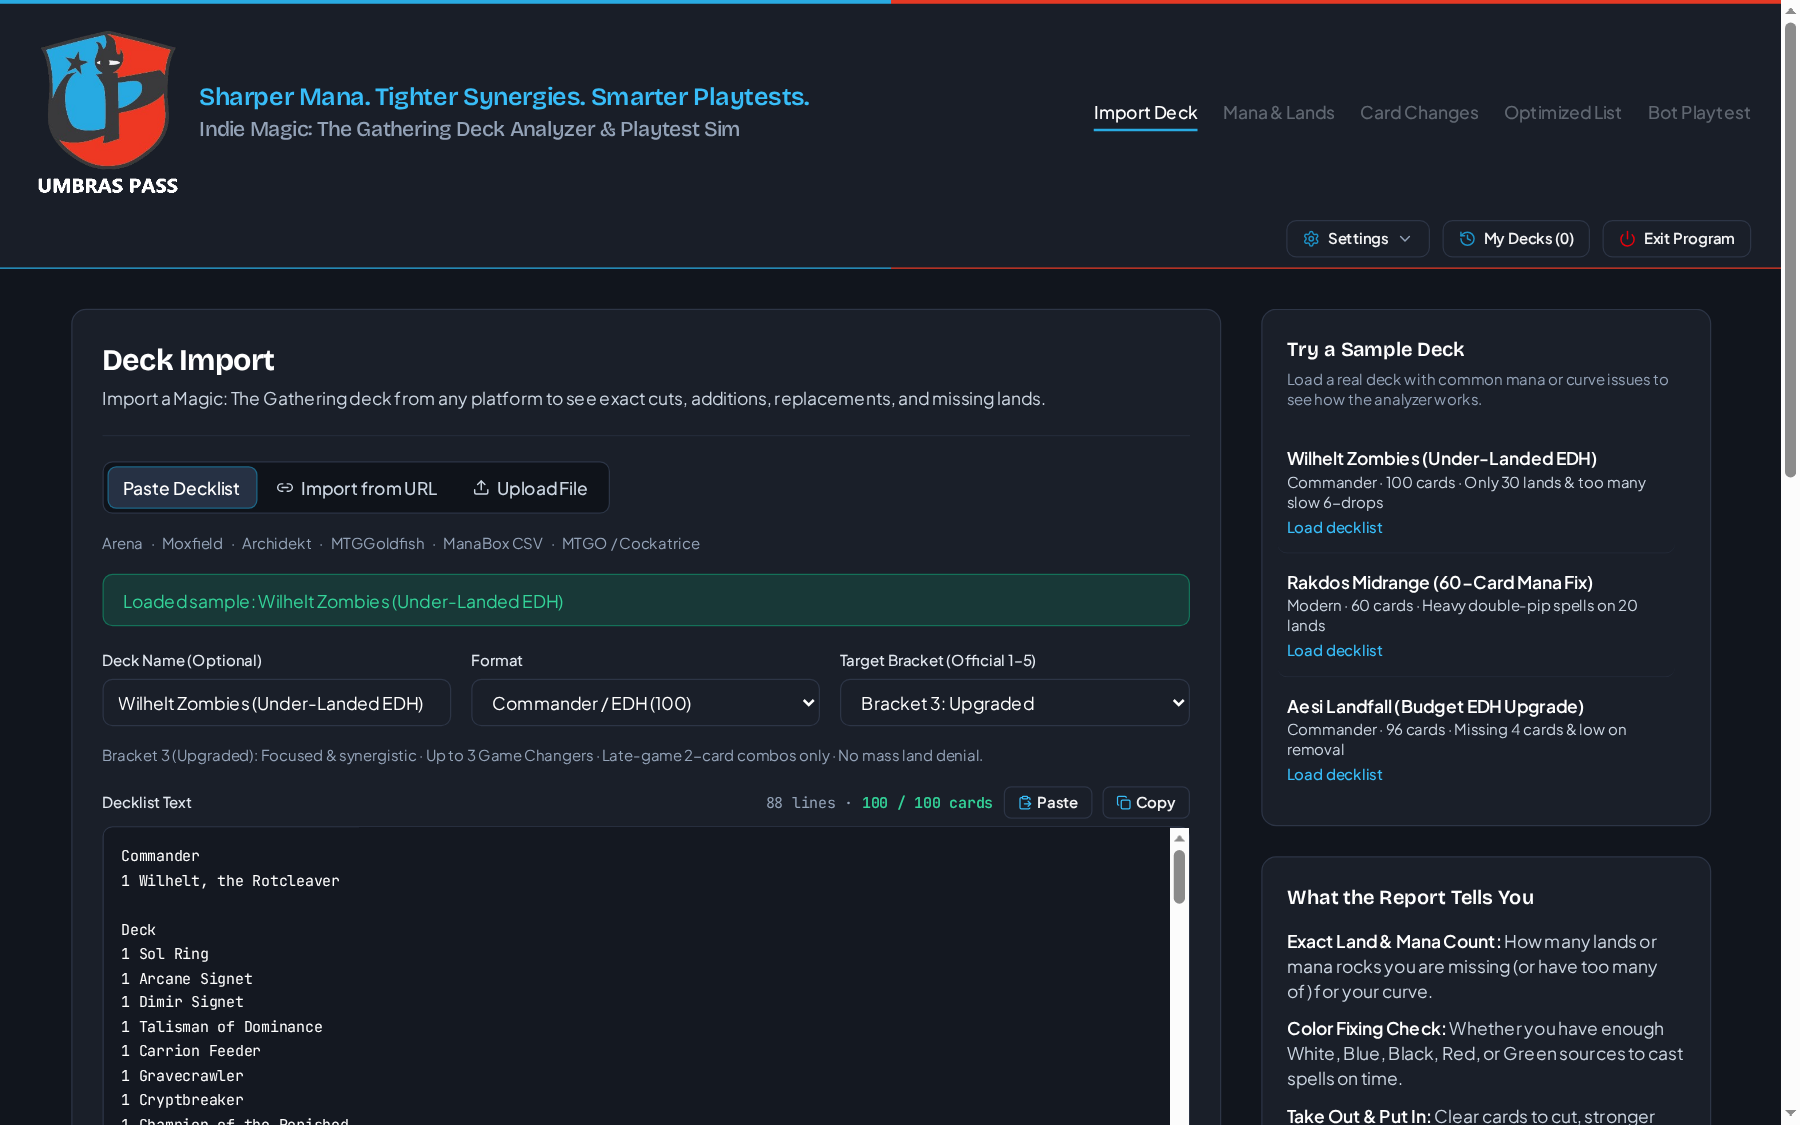 UMBRAS PASS
Sharper Mana. Tighter Synergies. Smarter Playtests.
Indie Magic: The Gathering Deck Analyzer & Playtest Sim
Import Deck
Mana & Lands
Card Changes
Optimized List
Bot Playtest
Settings
My Decks (0)
Exit Program
Deck Import
Import a Magic: The Gathering deck from any platform to see exact cuts, additions, replacements, and missing lands.
Paste Decklist
Import from URL
Upload File
Arena · Moxfield · Archidekt · MTGGoldfish · ManaBox CSV · MTGO / Cockatrice
Loaded sample: Wilhelt Zombies (Under-Landed EDH)
Deck Name (Optional)
Format
Target Bracket (Official 1-5)
Wilhelt Zombies (Under-Landed EDH)
Commander / EDH (100)
Bracket 3: Upgraded
Bracket 3 (Upgraded): Focused & synergistic · Up to 3 Game Changers · Late-game 2-card combos only · No mass land denial.
Decklist Text
88 lines · 100 / 100 cards
Paste
Copy
Commander
1 Wilhelt, the Rotcleaver
Deck
1 Sol Ring
1 Arcane Signet
1 Dimir Signet
1 Talisman of Dominance
1 Carrion Feeder
1 Gravecrawler
1 Cryptbreaker
1 Champion of the Perished
Try a Sample Deck
Load a real deck with common mana or curve issues to
see how the analyzer works.
Wilhelt Zombies (Under-Landed EDH)
Commander · 100 cards · Only 30 lands & too many
slow 6-drops
Load decklist
Rakdos Midrange (60-Card Mana Fix)
Modern · 60 cards · Heavy double-pip spells on 20
lands
Load decklist
Aesi Landfall (Budget EDH Upgrade)
Commander · 96 cards · Missing 4 cards & low on
removal
Load decklist
What the Report Tells You
Exact Land & Mana Count: How many lands or
mana rocks you are missing (or have too many
of) for your curve.
Color Fixing Check: Whether you have enough
White, Blue, Black, Red, or Green sources to cast
spells on time.
Take Out & Put In: Clear cards to cut, stronger